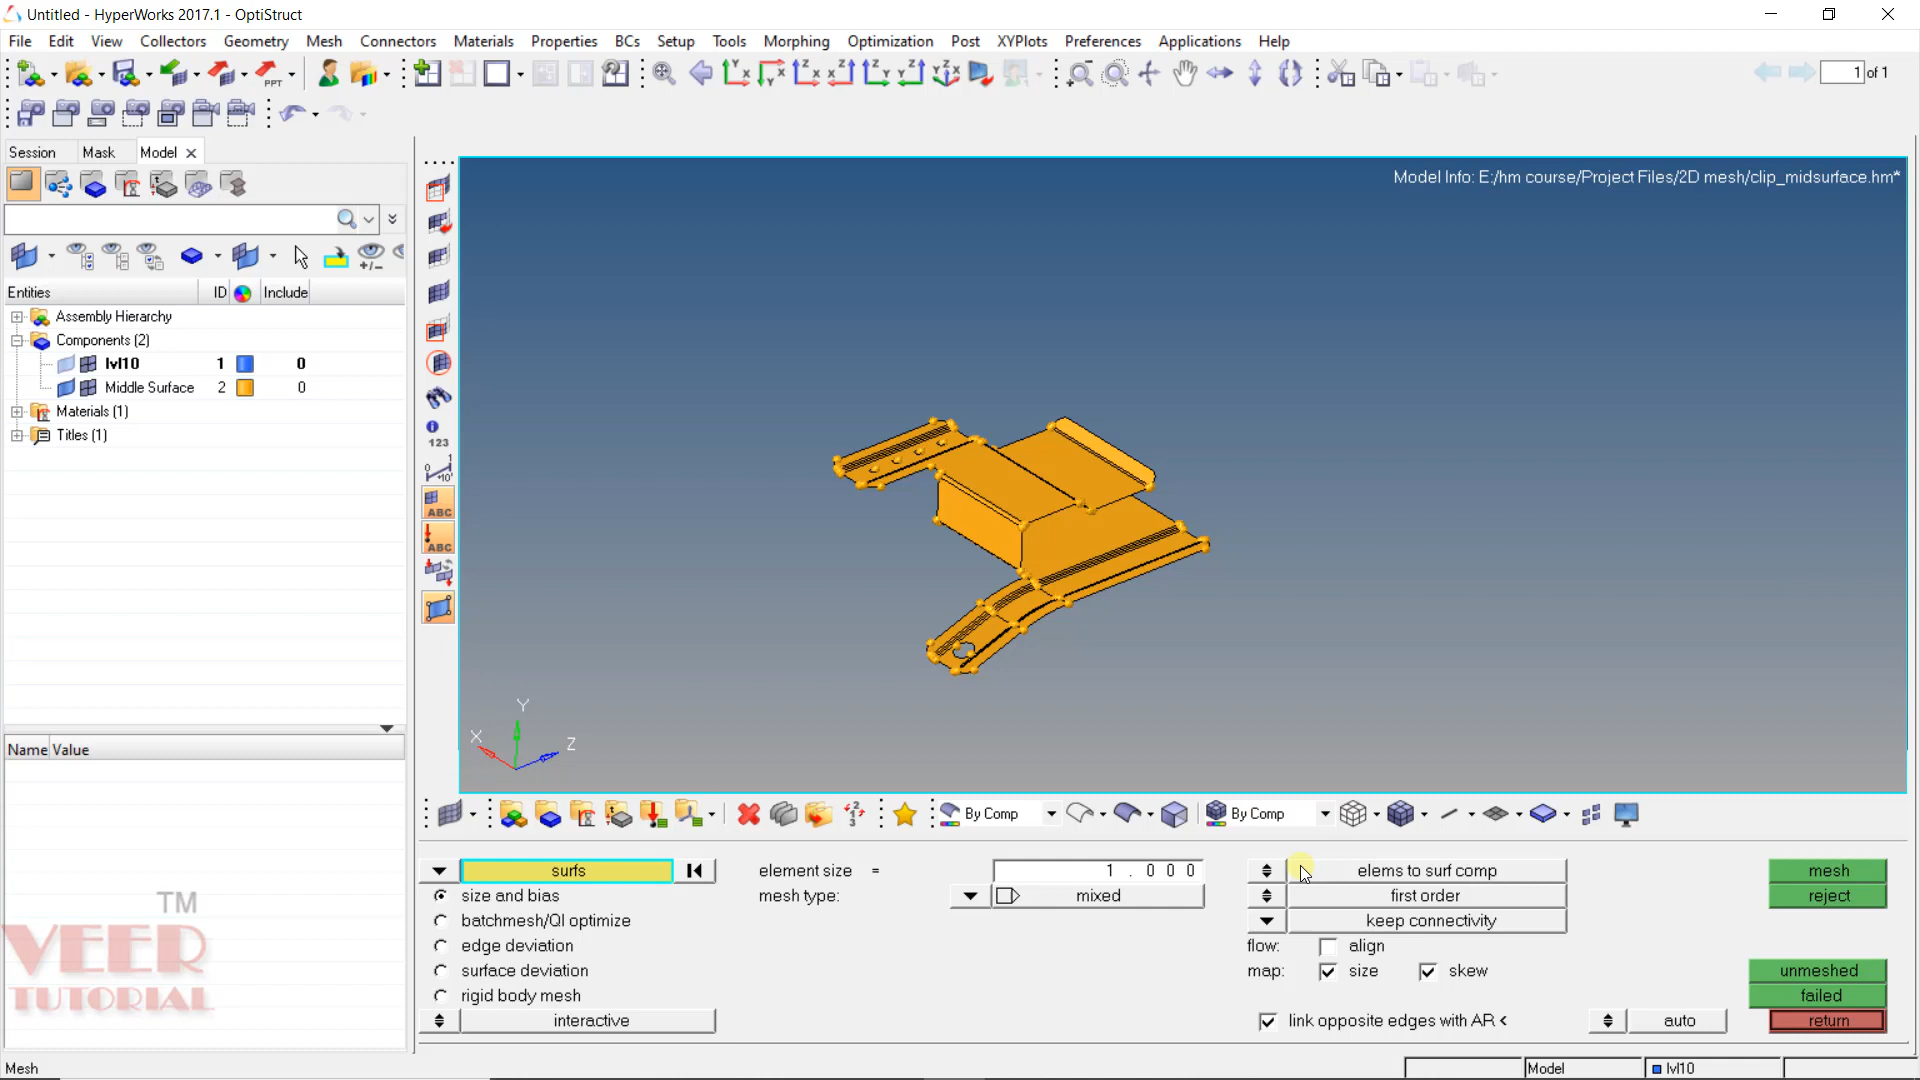 Untitled - HyperWorks 2017.1 - OptiStruct
File Edit View Collectors Geometry Mesh Connectors Materials Properties BCs Setup Tools Morphing Optimization Post XYPlots Preferences Applications Help
1 of 1
Session Mask Model
Model Info: E:/hm course/Project Files/2D mesh/clip_midsurface.hm*
Entities ID Include
Assembly Hierarchy
Components (2)
lvl10 1 0
Middle Surface 2 0
Materials (1)
Titles (1)
123
ABC
ABC
Y
X
Z
Name Value
By Comp By Comp
surfs element size = 1.000 elems to surf comp mesh
size and bias mesh type: mixed first order reject
batchmesh/QI optimize keep connectivity
edge deviation flow: align
surface deviation map: size skew unmeshed
rigid body mesh failed
interactive link opposite edges with AR < auto return
TM
VEER
TUTORIAL
Mesh Model lvl10